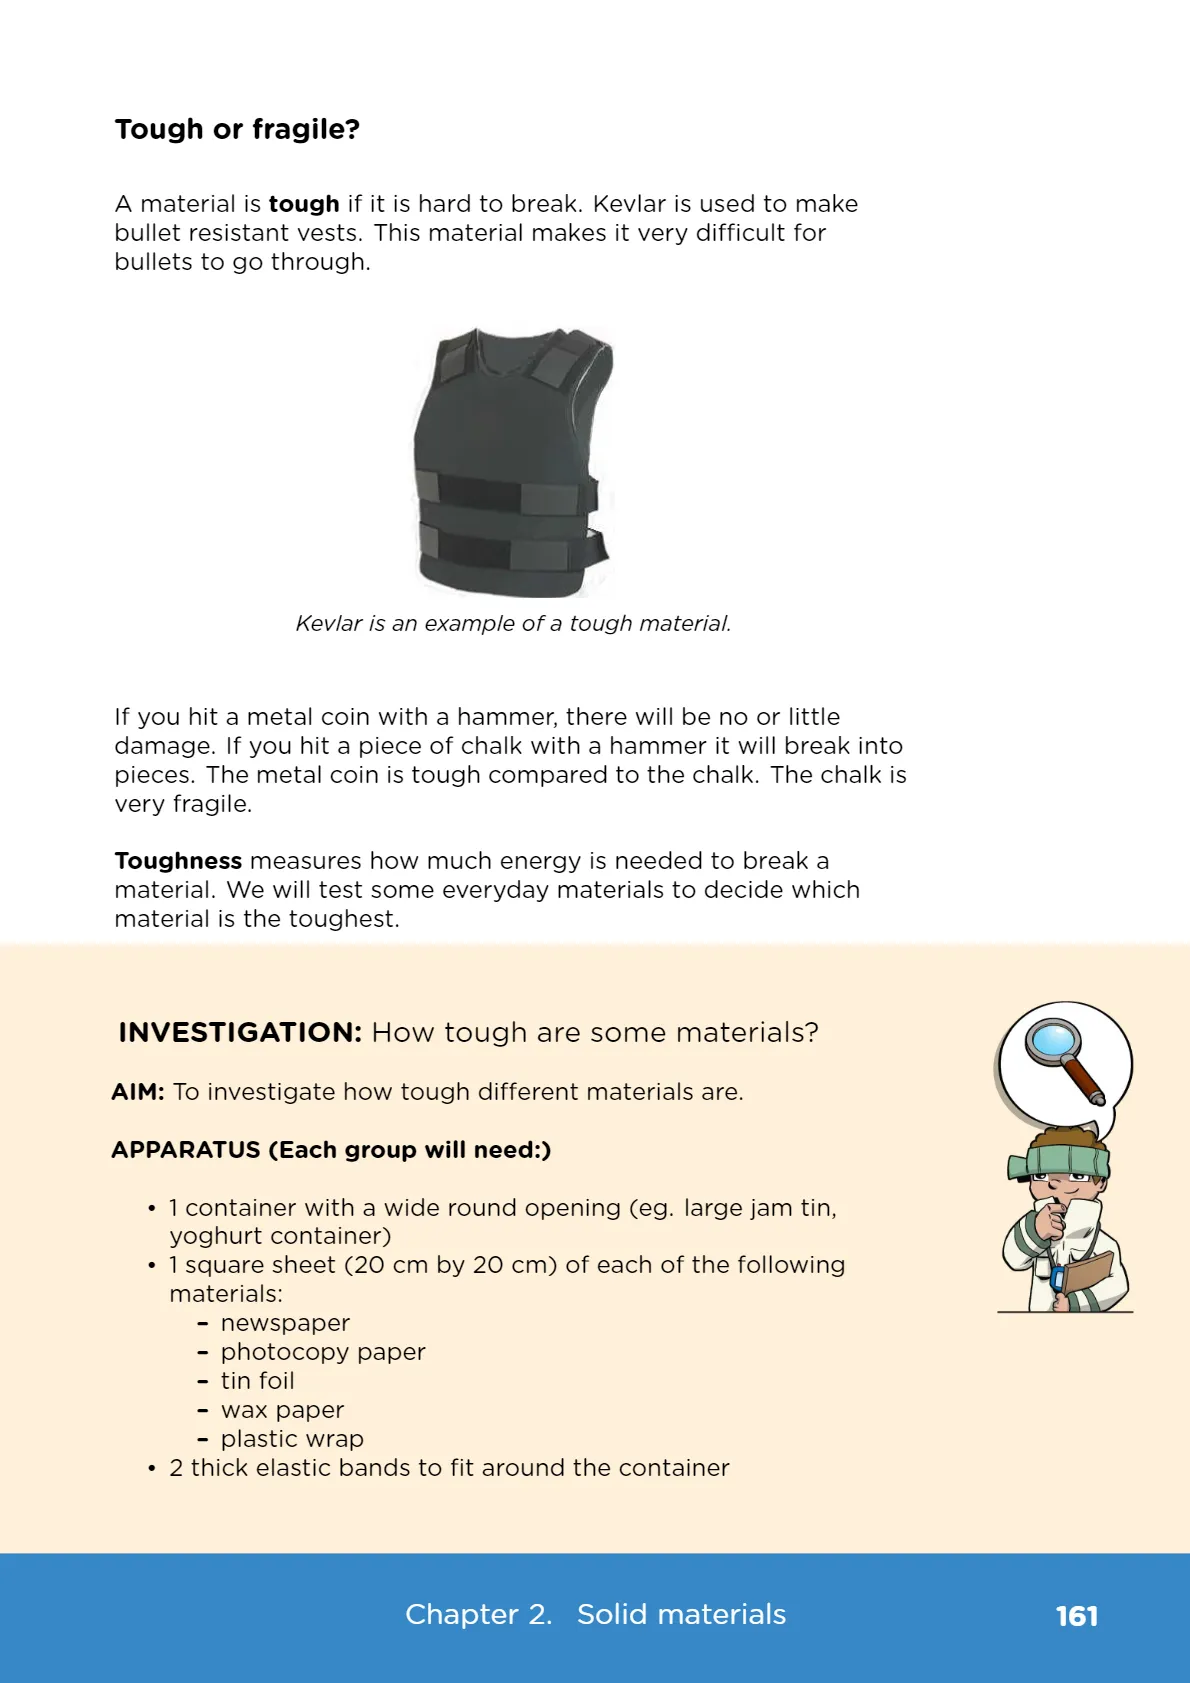 Tough or fragile?
A material is tough if it is hard to break. Kevlar is used to make
bullet resistant vests. This material makes it very difficult for
bullets to go through.
Kevlar is an example of a tough material.
If you hit a metal coin with a hammer, there will be no or little
damage. If you hit a piece of chalk with a hammer it will break into
pieces. The metal coin is tough compared to the chalk. The chalk is
very fragile.
Toughness measures how much energy is needed to break a
material. We will test some everyday materials to decide which
material is the toughest.
INVESTIGATION: How tough are some materials?
AIM: To investigate how tough different materials are.
APPARATUS (Each group will need:)
• 1 container with a wide round opening (eg. large jam tin,
yoghurt container)
• 1 square sheet (20 cm by 20 cm) of each of the following
materials:
– newspaper
– photocopy paper
– tin foil
– wax paper
– plastic wrap
• 2 thick elastic bands to fit around the container
Chapter 2. Solid materials 161